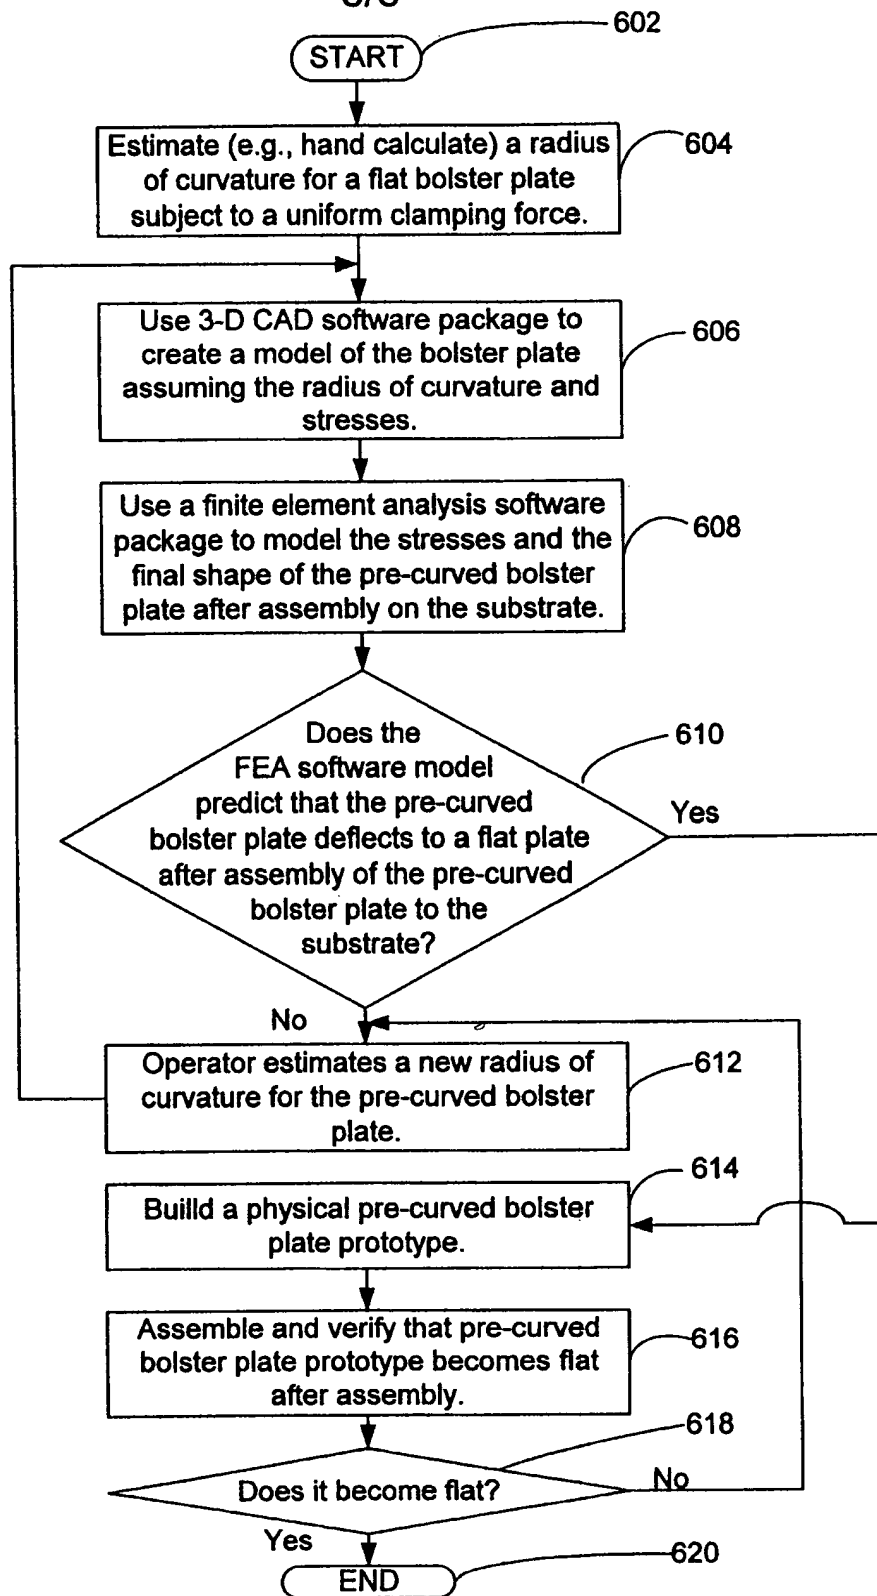 602
START
Estimate (e.g., hand calculate) a radius
of curvature for a flat bolster plate
subject to a uniform clamping force.
604
Use 3-D CAD software package to
create a model of the bolster plate
assuming the radius of curvature and
stresses.
606
Use a finite element analysis software
package to model the stresses and the
final shape of the pre-curved bolster
plate after assembly on the substrate.
608
Does the
FEA software model
predict that the pre-curved
bolster plate deflects to a flat plate
after assembly of the pre-curved
bolster plate to the
substrate?
610
Yes
No
Operator estimates a new radius of
curvature for the pre-curved bolster
plate.
612
Builld a physical pre-curved bolster
plate prototype.
614
Assemble and verify that pre-curved
bolster plate prototype becomes flat
after assembly.
616
618
Does it become flat?
No
Yes
END
620